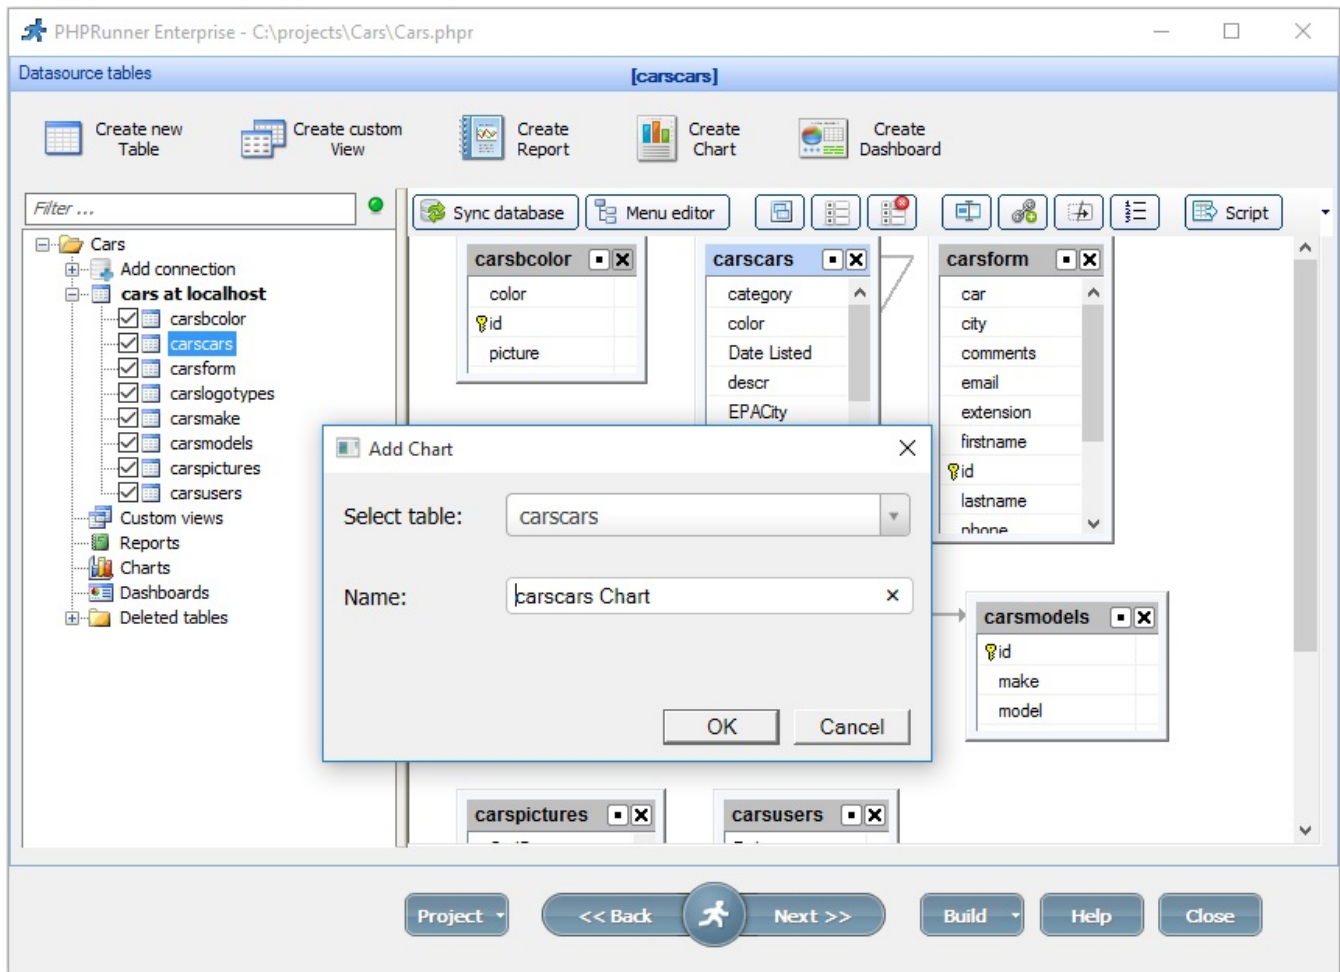 PHPRunner Enterprise - C:\projects\Cars\Cars.phpr
Datasource tables
[carscars]
Create new
Table
Create custom
View
Create
Report
Create
Chart
Create
Dashboard
Filter ...
Sync database
Menu editor
Script
Cars
Add connection
cars at localhost
carsbcolor
carscars
carsform
carslogotypes
carsmake
carsmodels
carspictures
carsusers
Custom views
Reports
Charts
Dashboards
Deleted tables
carsbcolor
color
id
picture
carscars
category
color
Date Listed
descr
EPACity
carsform
car
city
comments
email
extension
firstname
id
lastname
phone
Add Chart
Select table:
carscars
Name:
carscars Chart
OK
Cancel
carsmodels
id
make
model
carspictures
carsusers
Project
<< Back
Next >>
Build
Help
Close